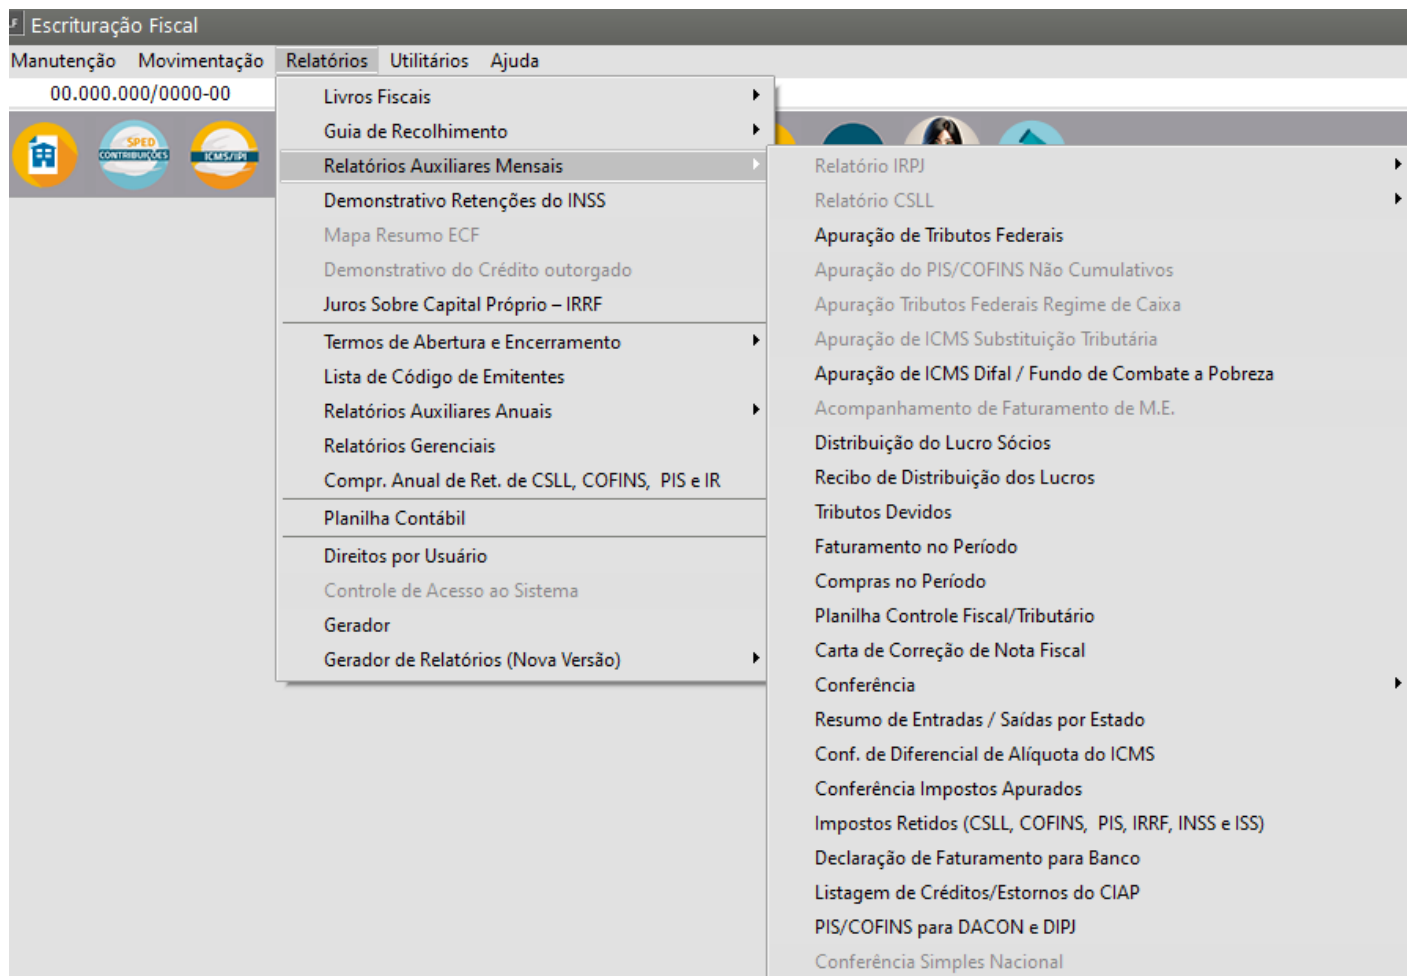 Escrituração Fiscal
Manutenção Movimentação Relatórios Utilitários Ajuda
00.000.000/0000-00
SPED
CONTRIBUIÇÕES
ICMS/IPI
Livros Fiscais
Guia de Recolhimento
Relatórios Auxiliares Mensais
Demonstrativo Retenções do INSS
Mapa Resumo ECF
Demonstrativo do Crédito outorgado
Juros Sobre Capital Próprio – IRRF
Termos de Abertura e Encerramento
Lista de Código de Emitentes
Relatórios Auxiliares Anuais
Relatórios Gerenciais
Compr. Anual de Ret. de CSLL, COFINS, PIS e IR
Planilha Contábil
Direitos por Usuário
Controle de Acesso ao Sistema
Gerador
Gerador de Relatórios (Nova Versão)
Relatório IRPJ
Relatório CSLL
Apuração de Tributos Federais
Apuração do PIS/COFINS Não Cumulativos
Apuração Tributos Federais Regime de Caixa
Apuração de ICMS Substituição Tributária
Apuração de ICMS Difal / Fundo de Combate a Pobreza
Acompanhamento de Faturamento de M.E.
Distribuição do Lucro Sócios
Recibo de Distribuição dos Lucros
Tributos Devidos
Faturamento no Período
Compras no Período
Planilha Controle Fiscal/Tributário
Carta de Correção de Nota Fiscal
Conferência
Resumo de Entradas / Saídas por Estado
Conf. de Diferencial de Alíquota do ICMS
Conferência Impostos Apurados
Impostos Retidos (CSLL, COFINS, PIS, IRRF, INSS e ISS)
Declaração de Faturamento para Banco
Listagem de Créditos/Estornos do CIAP
PIS/COFINS para DACON e DIPJ
Conferência Simples Nacional